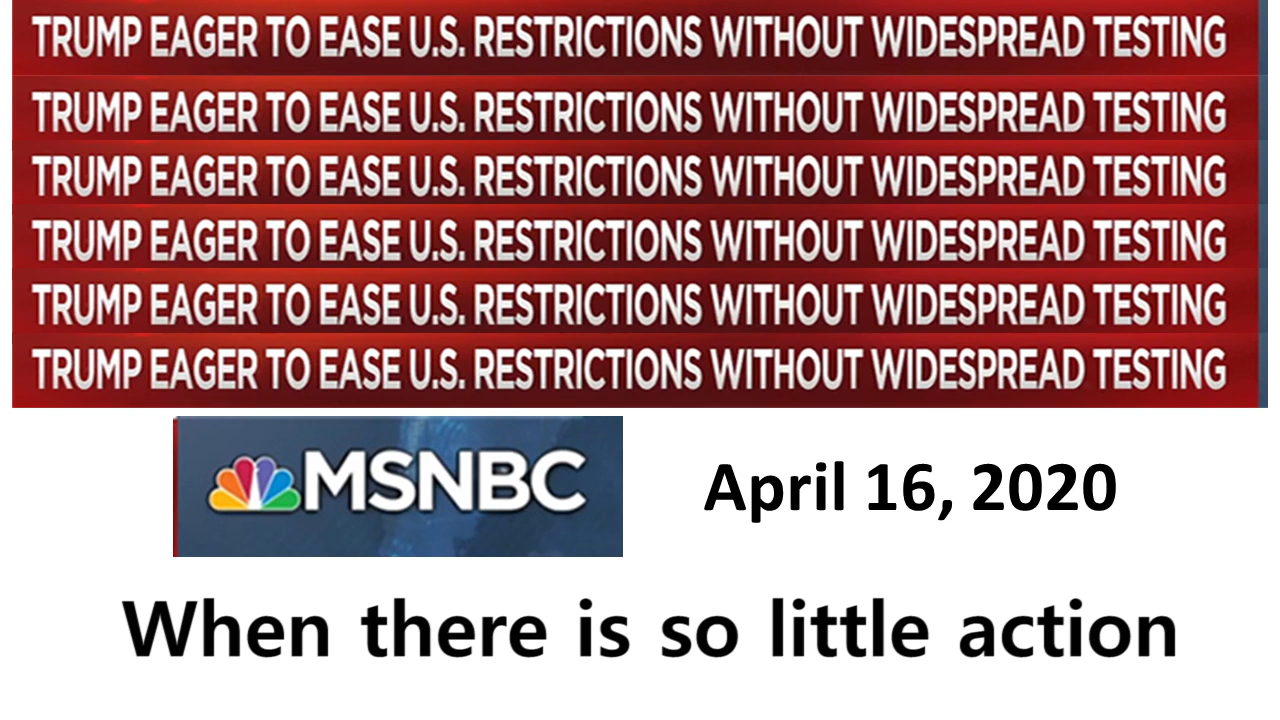 TRUMP EAGER TO EASE U.S. RESTRICTIONS WITHOUT WIDESPREAD TESTING
TRUMP EAGER TO EASE U.S. RESTRICTIONS WITHOUT WIDESPREAD TESTING
TRUMP EAGER TO EASE U.S. RESTRICTIONS WITHOUT WIDESPREAD TESTING
TRUMP EAGER TO EASE U.S. RESTRICTIONS WITHOUT WIDESPREAD TESTING
TRUMP EAGER TO EASE U.S. RESTRICTIONS WITHOUT WIDESPREAD TESTING
TRUMP EAGER TO EASE U.S. RESTRICTIONS WITHOUT WIDESPREAD TESTING
MSNBC
April 16, 2020
When there is so little action